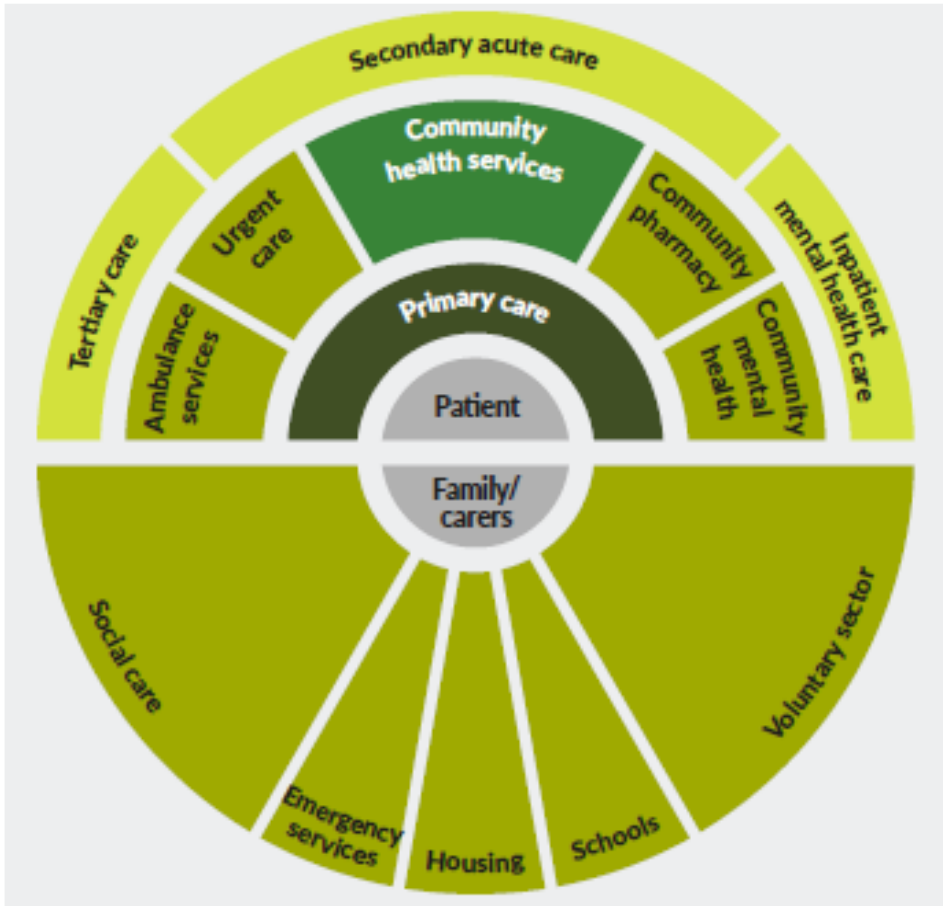 Secondary acute care
Community
health services
Urgent
care
Community
pharmacy
Tertiary care
Inpatient
mental health care
Ambulance
services
Primary care
Community
mental
health
Patient
Family/
carers
Social care
Voluntary sector
Emergency
services
Housing
Schools